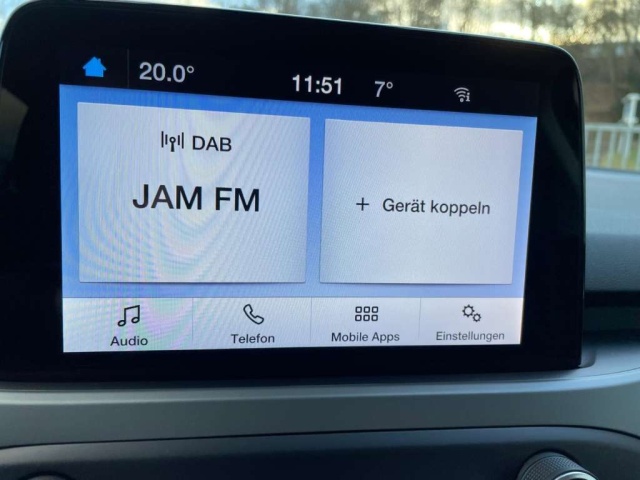 20.0° 11:51 7°
DAB
JAM FM
+ Gerät koppeln
Audio Telefon Mobile Apps Einstellungen